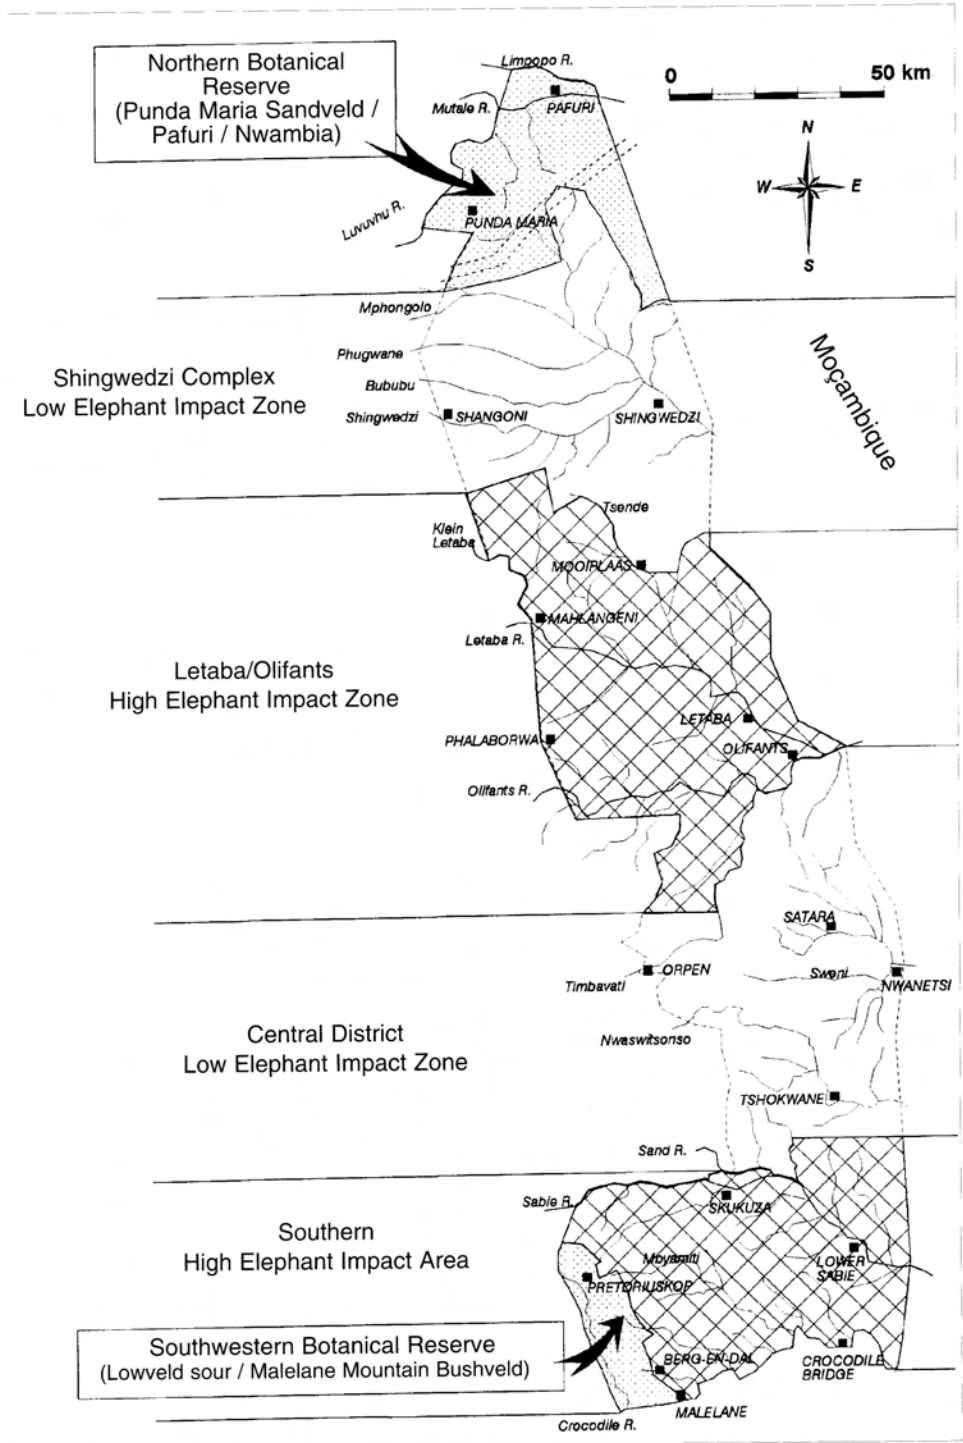 Northern Botanical
Reserve
(Punda Maria Sandveld /
Pafuri / Nwambia)
Limpopo R.
0 50 km
Mutale R.
PAFURI
N
W E
S
Luvuvhu R.
PUNDA MARIA
Mphongolo
Phugwane
Bububu
Shingwedzi
SHANGONI
SHINGWEDZI
Shingwedzi Complex
Low Elephant Impact Zone
Moçambique
Tsende
Klein
Letaba
MOOIPLAAS
MAHLANGENI
Letaba R.
Letaba/Olifants
High Elephant Impact Zone
LETABA
PHALABORWA
OLIFANTS
Olifants R.
SATARA
ORPEN
Timbavati
Sweni
NWANETSI
Nwaswitsonso
Central District
Low Elephant Impact Zone
TSHOKWANE
Sand R.
Sabie R.
SKUKUZA
Southern
High Elephant Impact Area
Mbyamiti
LOWER
SABIE
PRETORIUSKOP
Southwestern Botanical Reserve
(Lowveld sour / Malelane Mountain Bushveld)
BERG-EN-DAL
CROCODILE
BRIDGE
MALELANE
Crocodile R.